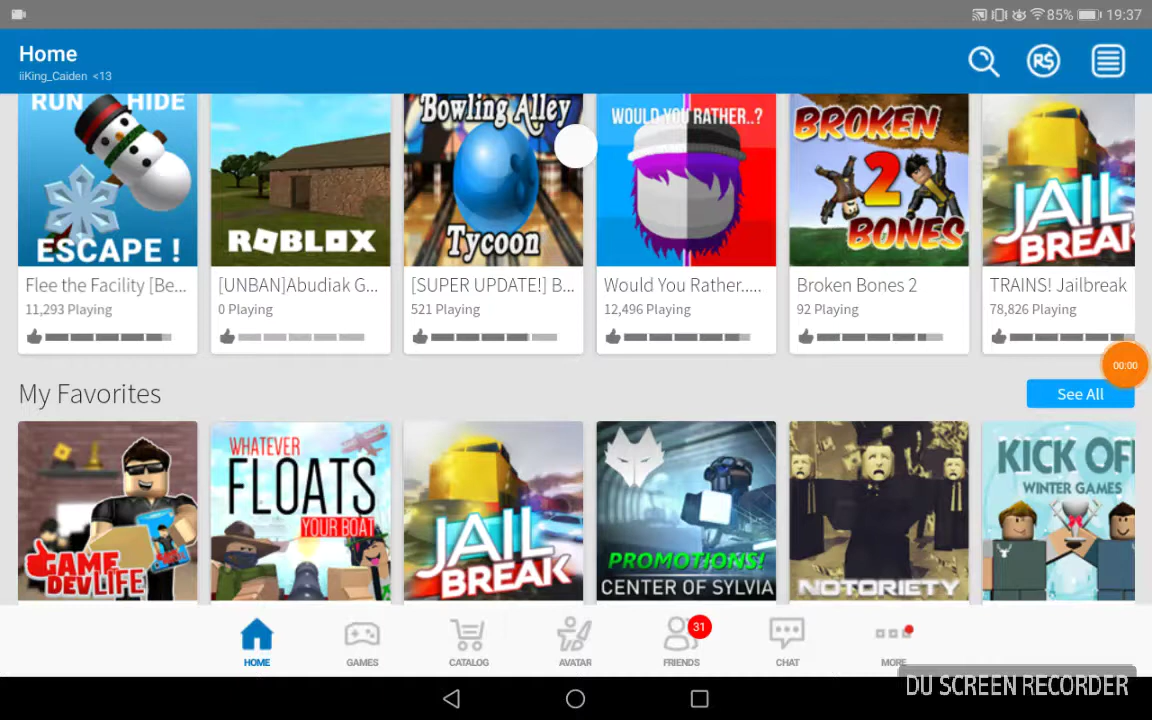 85% 19:37
Home
iiKing_Caiden <13
R$
RUN HIDE
ESCAPE !
ROBLOX
Bowling Alley
Tycoon
WOULD YOU RATHER..?
BROKEN
2
BONES
JAIL
BREAK
Flee the Facility [Be...
[UNBAN]Abudiak G...
[SUPER UPDATE!] B...
Would You Rather.....
Broken Bones 2
TRAINS! Jailbreak
11,293 Playing
0 Playing
521 Playing
12,496 Playing
92 Playing
78,826 Playing
00:00
My Favorites
See All
GAME
DEV LIFE
WHATEVER
FLOATS
YOUR BOAT
JAIL
BREAK
PROMOTIONS!
CENTER OF SYLVIA
NOTORIETY
KICK OF
WINTER GAMES
31
HOME
GAMES
CATALOG
AVATAR
FRIENDS
CHAT
MORE
DU SCREEN RECORDER